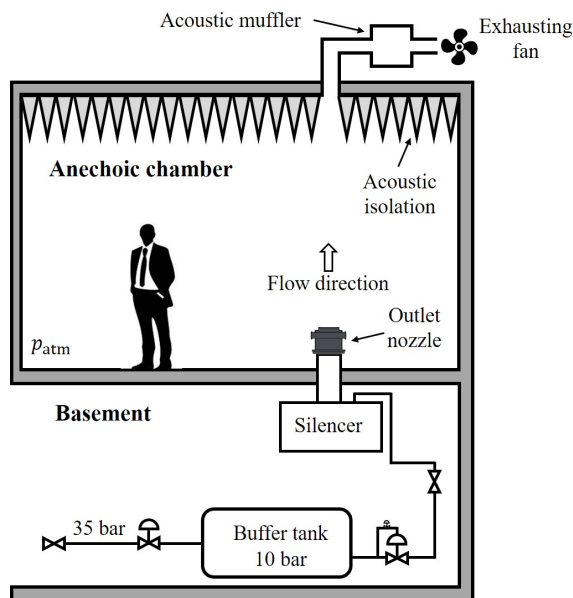 Acoustic muffler
Exhausting
fan
Anechoic chamber
Acoustic
isolation
Flow direction
Outlet
nozzle
p_atm
Basement
Silencer
35 bar
Buffer tank
10 bar